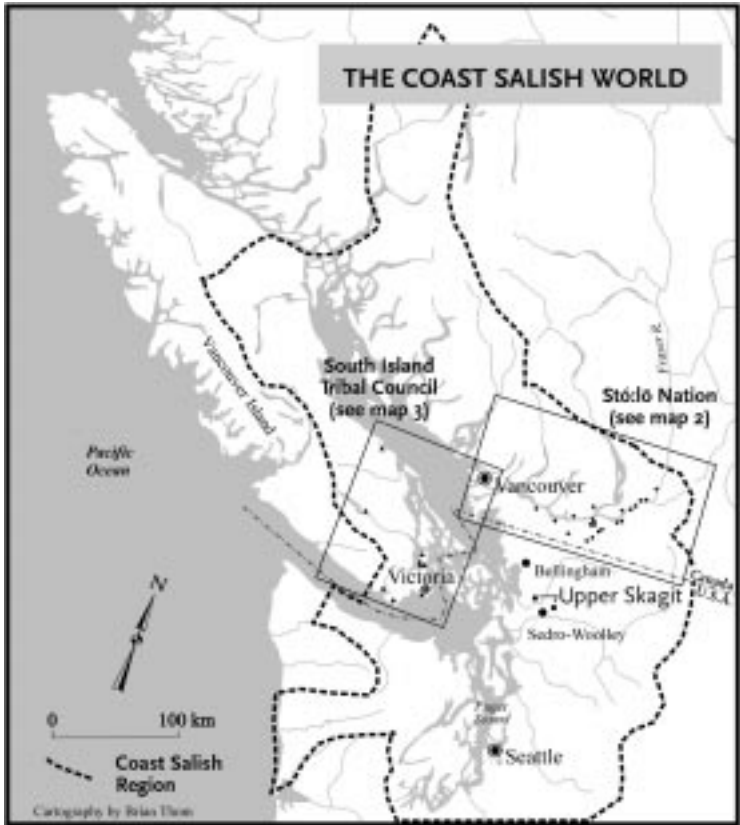 THE COAST SALISH WORLD
South Island
Tribal Council
(see map 3)
Stó:lō Nation
(see map 2)
Fraser R.
Vancouver Island
Pacific
Ocean
Vancouver
Victoria
Bellingham
Canada
U.S.A.
Upper Skagit
Sedro-Woolley
N
0 100 km
Puget
Sound
Seattle
Coast Salish
Region
Cartography by Brian Thom